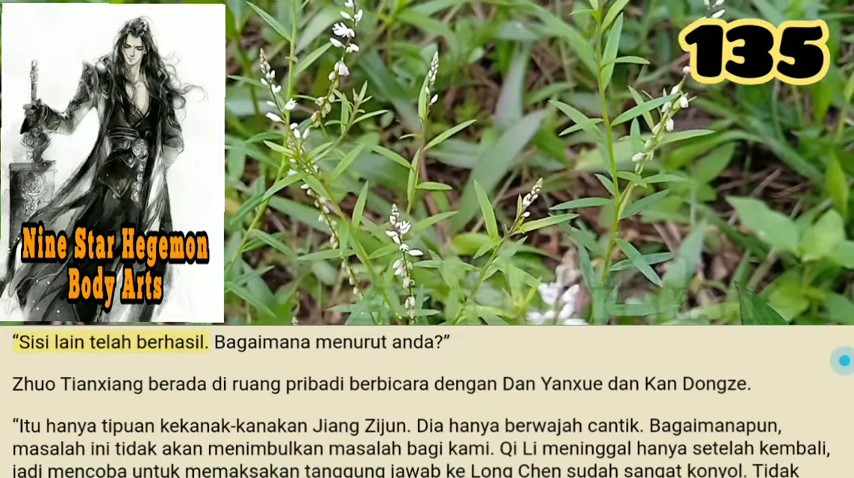 135
Nine Star Hegemon
Body Arts
“Sisi lain telah berhasil. Bagaimana menurut anda?”
Zhuo Tianxiang berada di ruang pribadi berbicara dengan Dan Yanxue dan Kan Dongze.
“Itu hanya tipuan kekanak-kanakan Jiang Zijun. Dia hanya berwajah cantik. Bagaimanapun,
masalah ini tidak akan menimbulkan masalah bagi kami. Qi Li meninggal hanya setelah kembali,
jadi mencoba untuk memaksakan tanggung jawab ke Long Chen sudah sangat konyol. Tidak